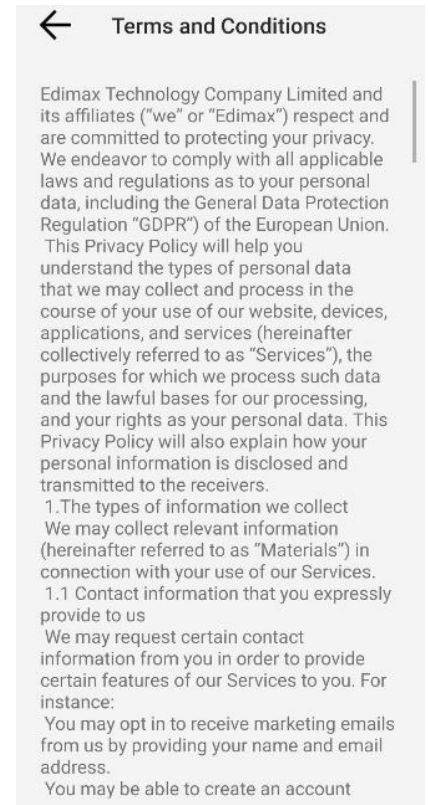 Terms and Conditions
Edimax Technology Company Limited and
its affiliates (“we” or “Edimax”) respect and
are committed to protecting your privacy.
We endeavor to comply with all applicable
laws and regulations as to your personal
data, including the General Data Protection
Regulation “GDPR”) of the European Union.
This Privacy Policy will help you
understand the types of personal data
that we may collect and process in the
course of your use of our website, devices,
applications, and services (hereinafter
collectively referred to as “Services”), the
purposes for which we process such data
and the lawful bases for our processing,
and your rights as your personal data. This
Privacy Policy will also explain how your
personal information is disclosed and
transmitted to the receivers.
1.The types of information we collect
We may collect relevant information
(hereinafter referred to as “Materials”) in
connection with your use of our Services.
1.1 Contact information that you expressly
provide to us
We may request certain contact
information from you in order to provide
certain features of our Services to you. For
instance:
You may opt in to receive marketing emails
from us by providing your name and email
address.
You may be able to create an account